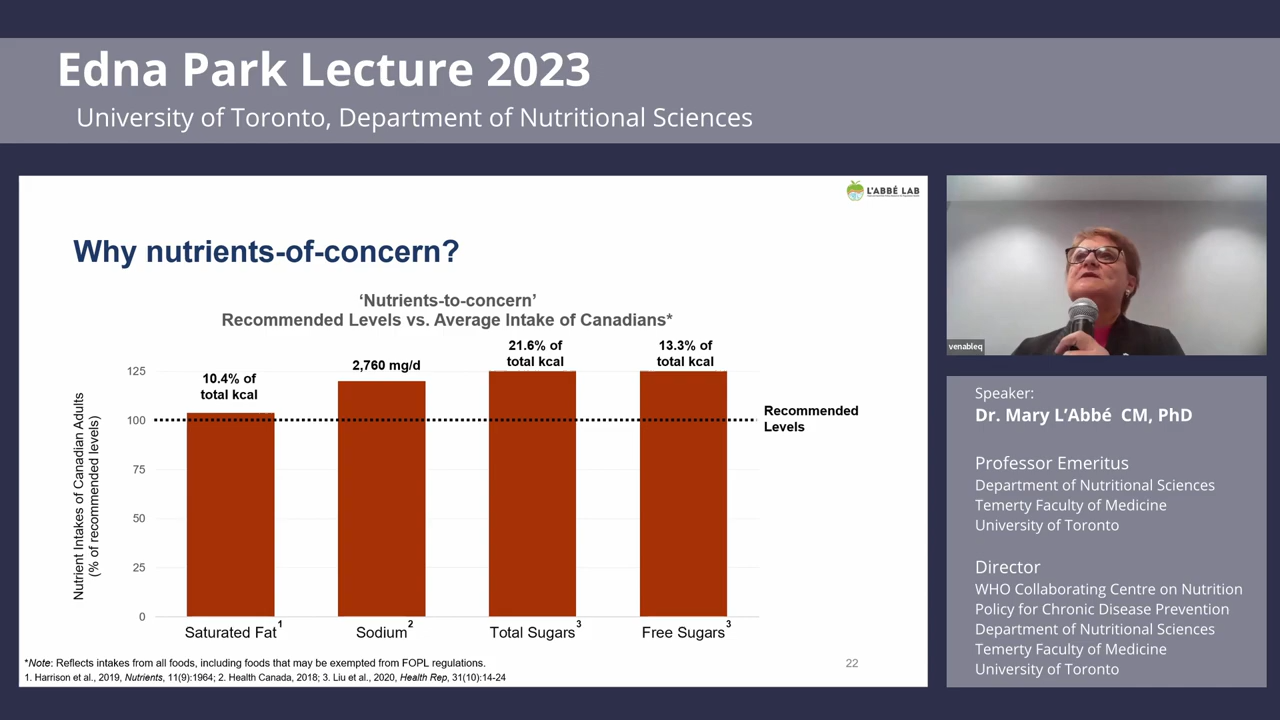 Edna Park Lecture 2023
University of Toronto, Department of Nutritional Sciences
L'ABBÉ LAB
Why nutrients-of-concern?
‘Nutrients-to-concern’
Recommended Levels vs. Average Intake of Canadians*
Nutrient Intakes of Canadian Adults
(% of recommended levels)
125
100
75
50
25
0
10.4% of
total kcal
2,760 mg/d
21.6% of
total kcal
13.3% of
total kcal
Recommended
Levels
Saturated Fat1
Sodium2
Total Sugars3
Free Sugars3
*Note: Reflects intakes from all foods, including foods that may be exempted from FOPL regulations.
1. Harrison et al., 2019, Nutrients, 11(9):1964; 2. Health Canada, 2018; 3. Liu et al., 2020, Health Rep, 31(10):14-24
22
venableq
Speaker:
Dr. Mary L’Abbé CM, PhD
Professor Emeritus
Department of Nutritional Sciences
Temerty Faculty of Medicine
University of Toronto
Director
WHO Collaborating Centre on Nutrition
Policy for Chronic Disease Prevention
Department of Nutritional Sciences
Temerty Faculty of Medicine
University of Toronto